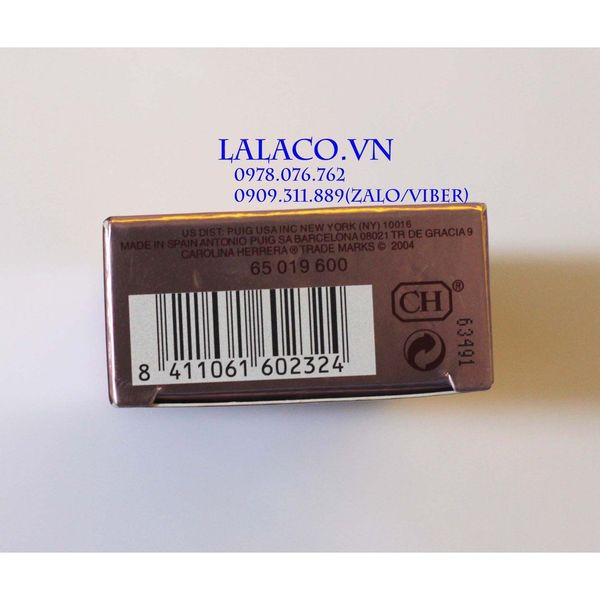 LALACO.VN
0978.076.762
0909.311.889(ZALO/VIBER)
US DIST: PUIG USA INC NEW YORK (NY) 10016
MADE IN SPAIN ANTONIO PUIG SA BARCELONA 08021 TR DE GRACIA 9
CAROLINA HERRERA ® TRADE MARKS © 2004
65 019 600
CH ®
63491
8 411061 602324